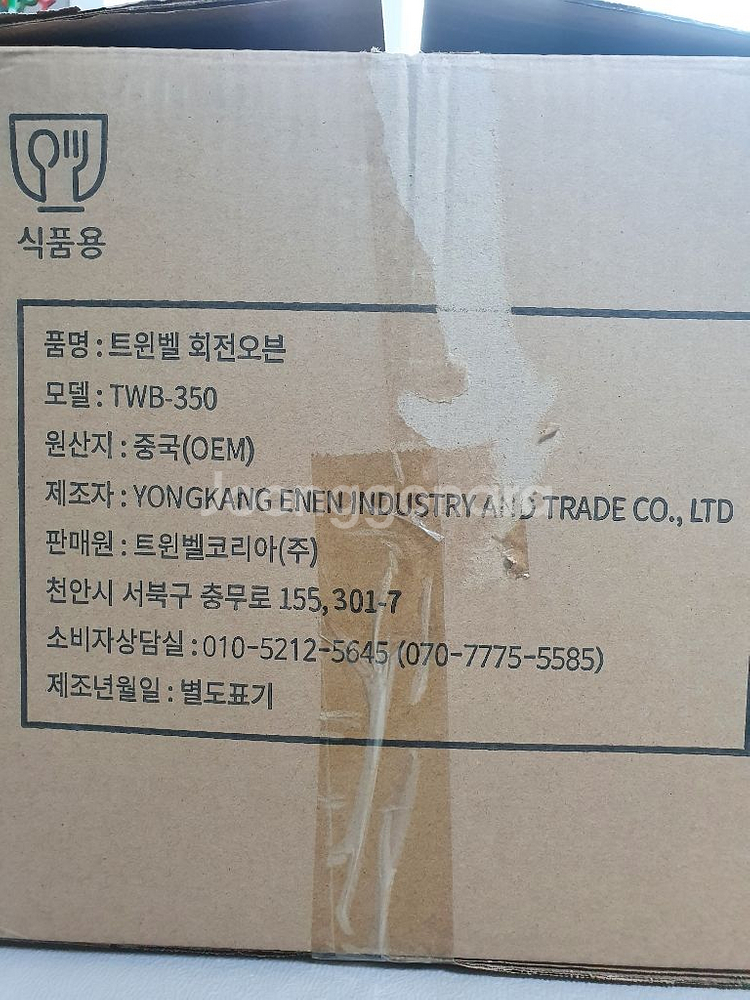 식품용
품명 : 트윈벨 회전오븐
모델 : TWB-350
원산지 : 중국(OEM)
제조자 : YONGKANG ENEN INDUSTRY AND TRADE CO., LTD
Joonggonara
판매원 : 트윈벨코리아(주)
천안시 서북구 충무로 155, 301-7
소비자상담실 : 010-5212-5645 (070-7775-5585)
제조년월일 : 별도표기